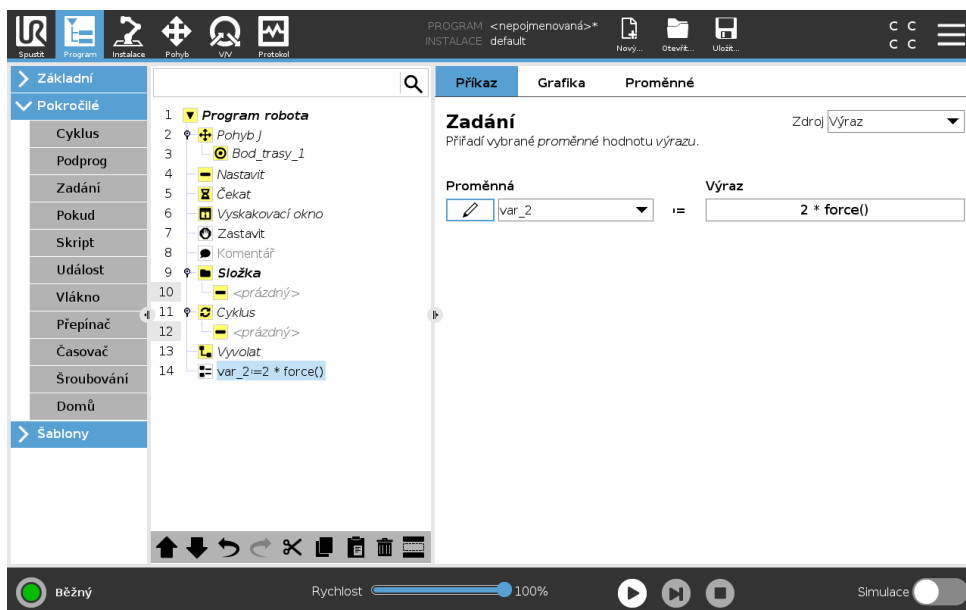 PROGRAM <nepojmenovaná>*
INSTALACE default
Spustit Program Instalace Pohyb V/V Protokol Nový... Otevřít... Uložit...
C C
C C
Základní
Pokročilé
Cyklus
Podprog
Zadání
Pokud
Skript
Událost
Vlákno
Přepínač
Časovač
Šroubování
Domů
Šablony
1 Program robota
2 Pohyb J
3 Bod_trasy_1
4 Nastavit
5 Čekat
6 Vyskakovací okno
7 Zastavit
8 Komentář
9 Složka
10 <prázdný>
11 Cyklus
12 <prázdný>
13 Vyvolat
14 var_2:=2 * force()
Příkaz Grafika Proměnné
Zadání
Zdroj Výraz
Přiřadí vybrané proměnné hodnotu výrazu.
Proměnná Výraz
var_2 := 2 * force()
Běžný Rychlost 100% Simulace